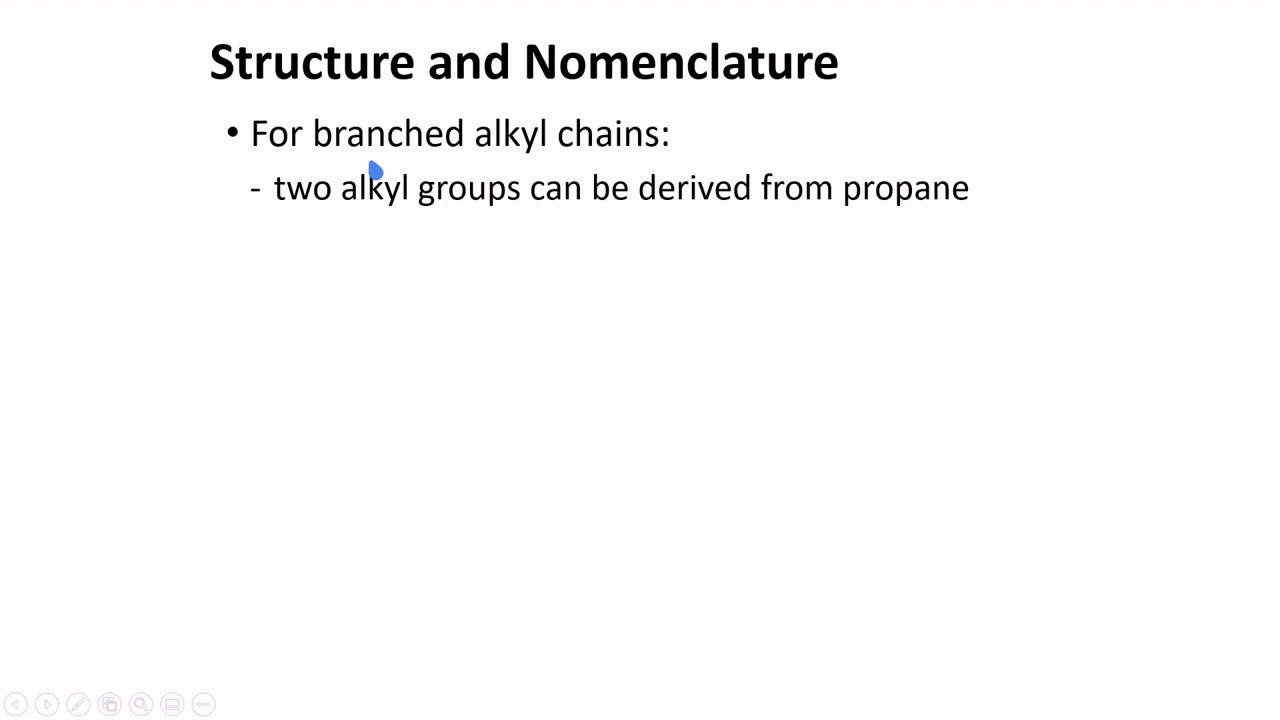 Structure and Nomenclature
• For branched alkyl chains:
- two alkyl groups can be derived from propane